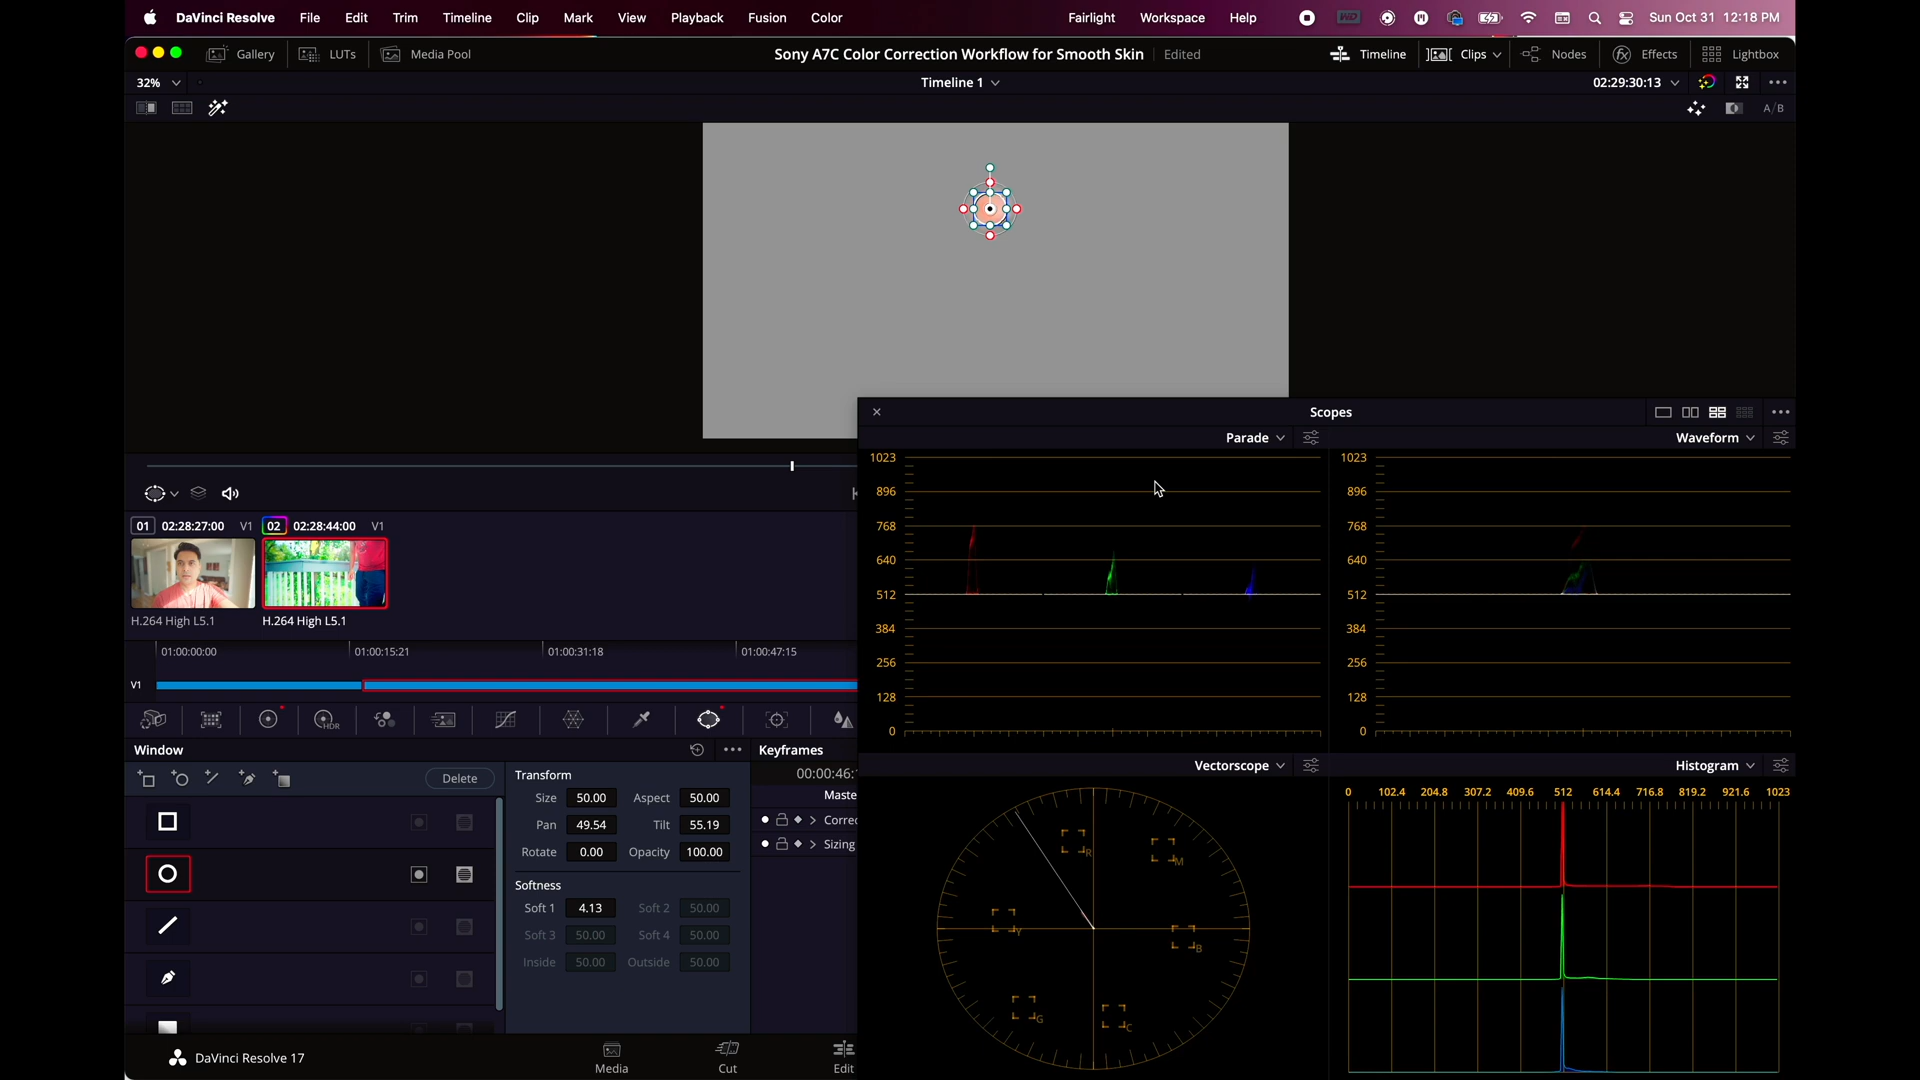 DaVinci Resolve File Edit Trim Timeline Clip Mark View Playback Fusion Color Fairlight Workspace Help WD Sun Oct 31 12:18 PM
Gallery LUTs Media Pool Sony A7C Color Correction Workflow for Smooth Skin Edited Timeline Clips Nodes Effects Lightbox
32% Timeline 1 02:29:30:13
A/B
Scopes
Parade Waveform
1023 1023
896 896
768 768
640 640
512 512
384 384
256 256
128 128
0 0
01 02:28:27:00 V1 02 02:28:44:00 V1
H.264 High L5.1 H.264 High L5.1
01:00:00:00 01:00:15:21 01:00:31:18 01:00:47:15
V1
HDR
Window Keyframes
Delete
Transform
Size 50.00 Aspect 50.00
Pan 49.54 Tilt 55.19
Rotate 0.00 Opacity 100.00
Softness
Soft 1 4.13 Soft 2 50.00
Soft 3 50.00 Soft 4 50.00
Inside 50.00 Outside 50.00
00:00:46:
Maste
Corre
Sizing
Vectorscope Histogram
0 102.4 204.8 307.2 409.6 512 614.4 716.8 819.2 921.6 1023
R
M
Y
B
G
C
DaVinci Resolve 17 Media Cut Edit